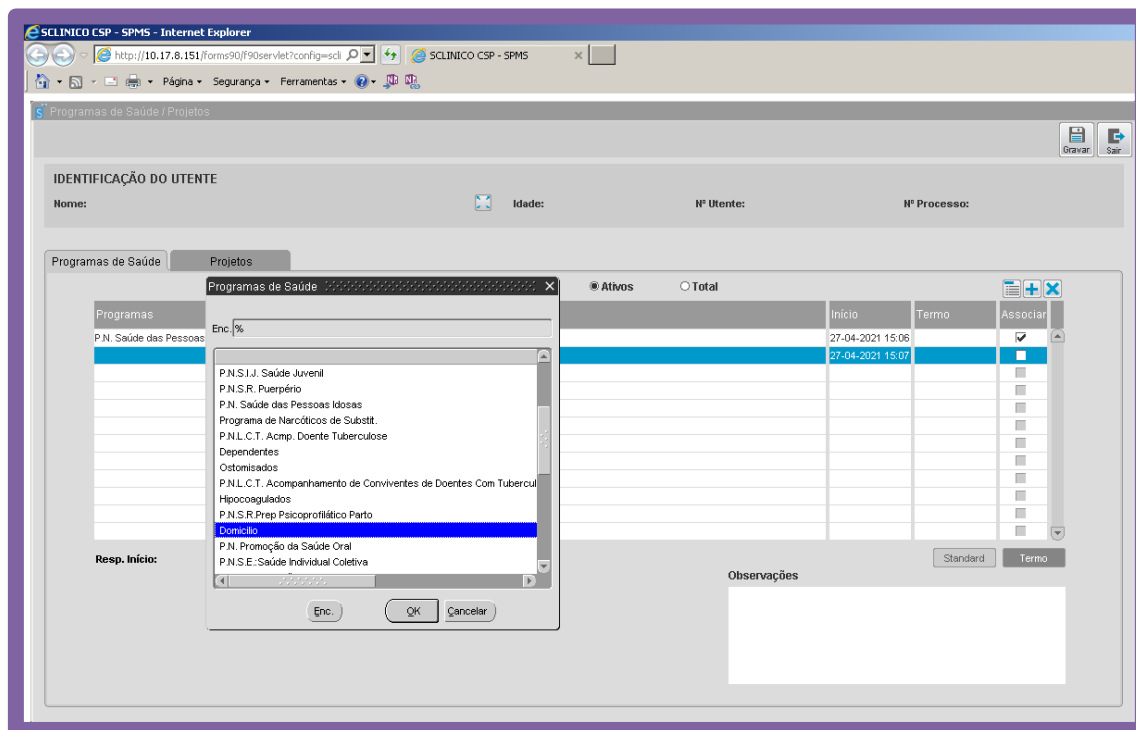 SCLINICO CSP - SPMS - Internet Explorer
http://10.17.8.151/forms90/f90servlet?config=scli
SCLINICO CSP - SPMS
Página Segurança Ferramentas
Programas de Saúde / Projetos
Gravar Sair
IDENTIFICAÇÃO DO UTENTE
Nome: Idade: Nº Utente: Nº Processo:
Programas de Saúde Projetos
Programas de Saúde
Ativos Total
Programas Início Termo Associar
Enc. %
P.N. Saúde das Pessoas 27-04-2021 15:06
27-04-2021 15:07
P.N.S.I.J. Saúde Juvenil
P.N.S.R. Puerpério
P.N. Saúde das Pessoas Idosas
Programa de Narcóticos de Substit.
P.N.L.C.T. Acmp. Doente Tuberculose
Dependentes
Ostomisados
P.N.L.C.T. Acompanhamento de Conviventes de Doentes Com Tubercul
Hipocoagulados
P.N.S.R.Prep Psicoprofilático Parto
Domicilio
P.N. Promoção da Saúde Oral
P.N.S.E.:Saúde Individual Coletiva
Resp. Início:
Standard Termo
Observações
Enc. OK Cancelar